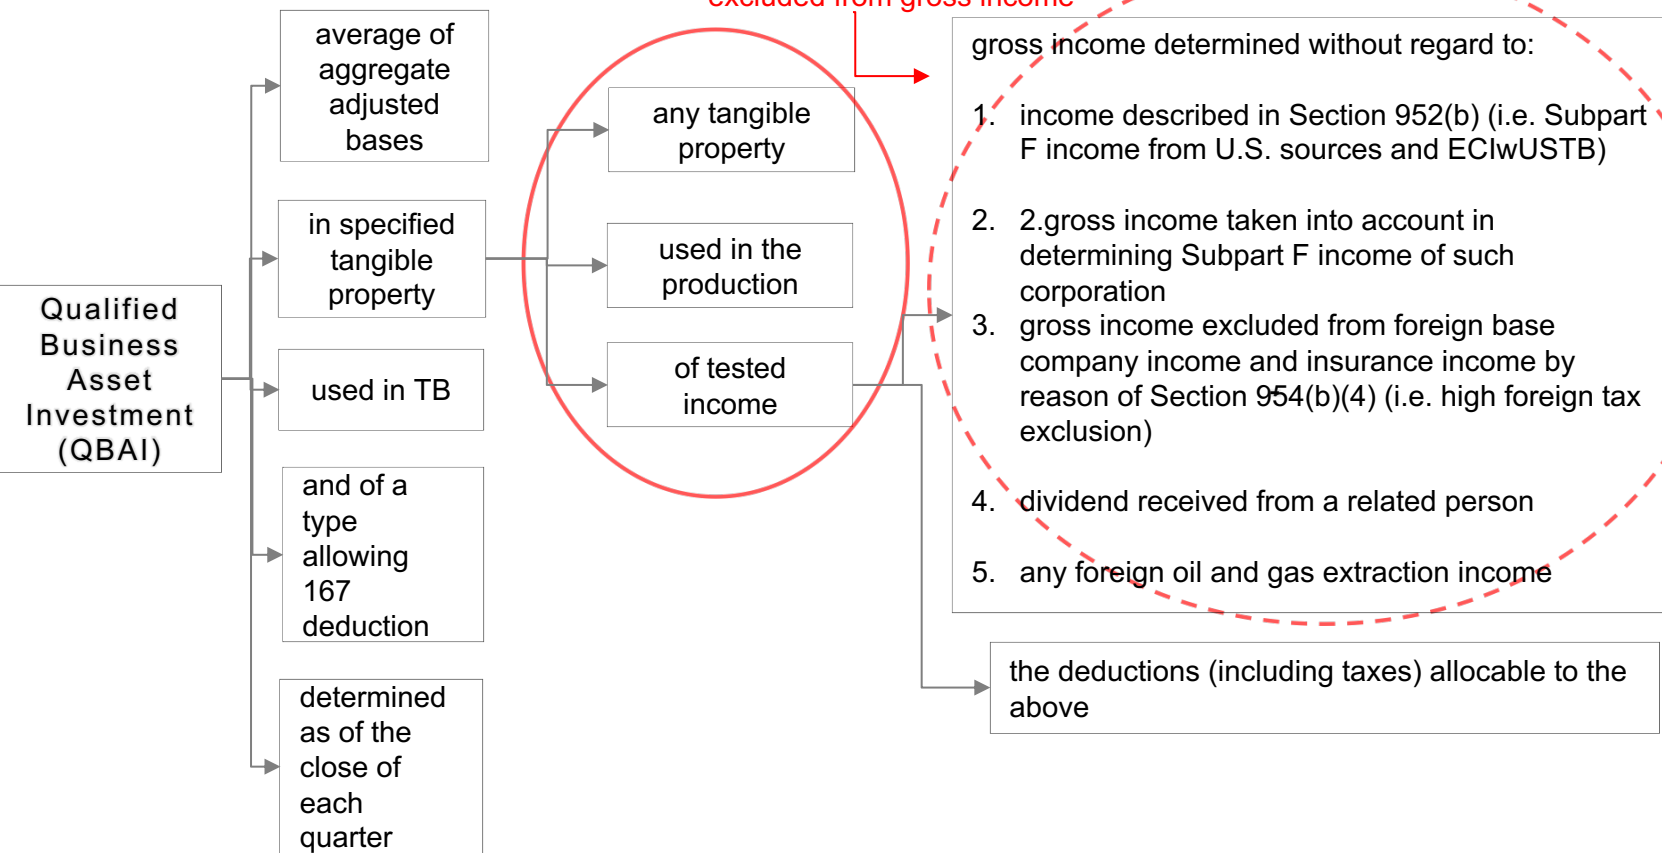 excluded from gross income
average of
aggregate
adjusted
bases
in specified
tangible
property
used in TB
and of a
type
allowing
167
deduction
determined
as of the
close of
each
quarter
Qualified
Business
Asset
Investment
(QBAI)
any tangible
property
used in the
production
of tested
income
gross income determined without regard to:
1. income described in Section 952(b) (i.e. Subpart
F income from U.S. sources and ECIwUSTB)
2. 2.gross income taken into account in
determining Subpart F income of such
corporation
3. gross income excluded from foreign base
company income and insurance income by
reason of Section 954(b)(4) (i.e. high foreign tax
exclusion)
4. dividend received from a related person
5. any foreign oil and gas extraction income
the deductions (including taxes) allocable to the
above